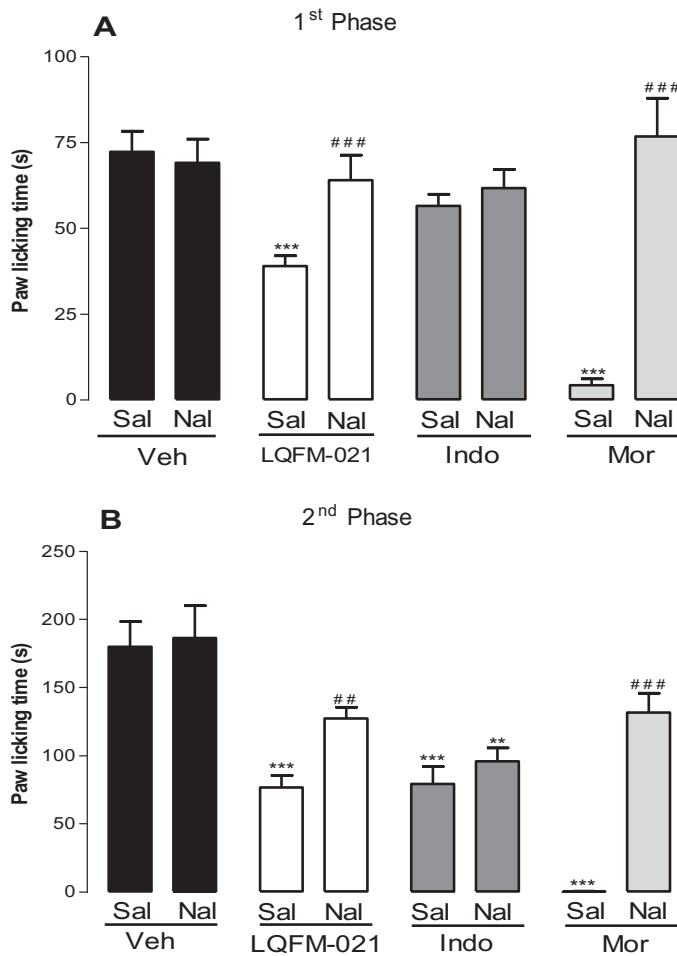 A
1st Phase
100
75
50
25
0
Paw licking time (s)
***
###
***
###
Sal Nal Sal Nal Sal Nal Sal Nal
Veh LQFM-021 Indo Mor
B
2nd Phase
250
200
150
100
50
0
Paw licking time (s)
***
##
***
**
***
###
Sal Nal Sal Nal Sal Nal Sal Nal
Veh LQFM-021 Indo Mor